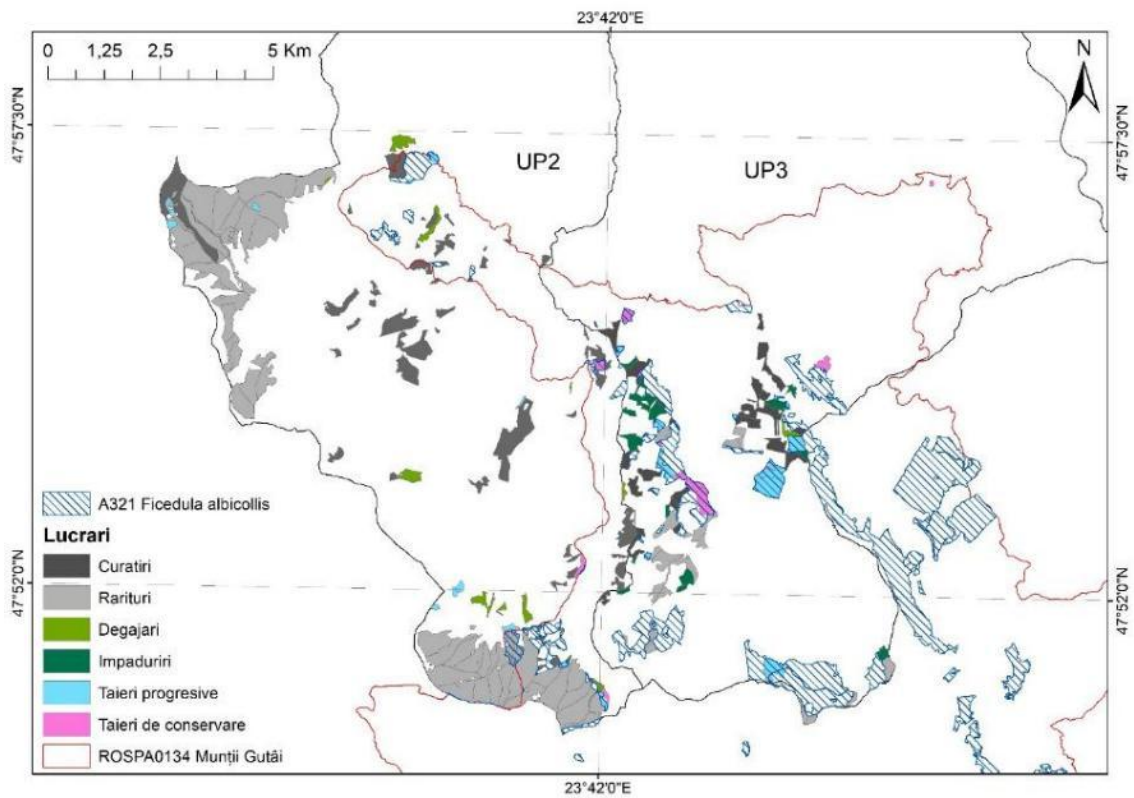 23°42'0"E
0 1,25 2,5 5 Km
N
47°57'30"N
47°57'30"N
UP2
UP3
A321 Ficedula albicollis
Lucrari
Curatiri
Rarituri
Degajari
Impaduriri
Taieri progresive
Taieri de conservare
ROSPA0134 Munții Gutâi
47°52'0"N
47°52'0"N
23°42'0"E